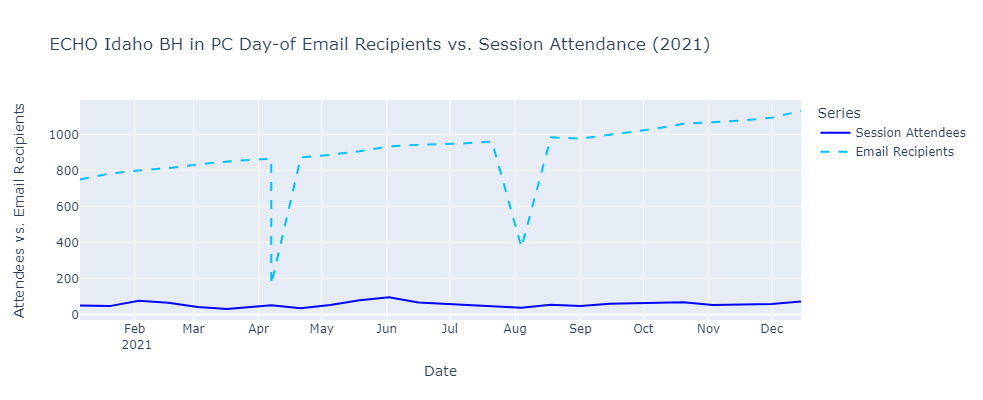 ECHO Idaho BH in PC Day-of Email Recipients vs. Session Attendance (2021)
Series
Session Attendees
Email Recipients
Attendees vs. Email Recipients
1000
800
600
400
200
0
Feb Mar Apr May Jun Jul Aug Sep Oct Nov Dec
2021
Date